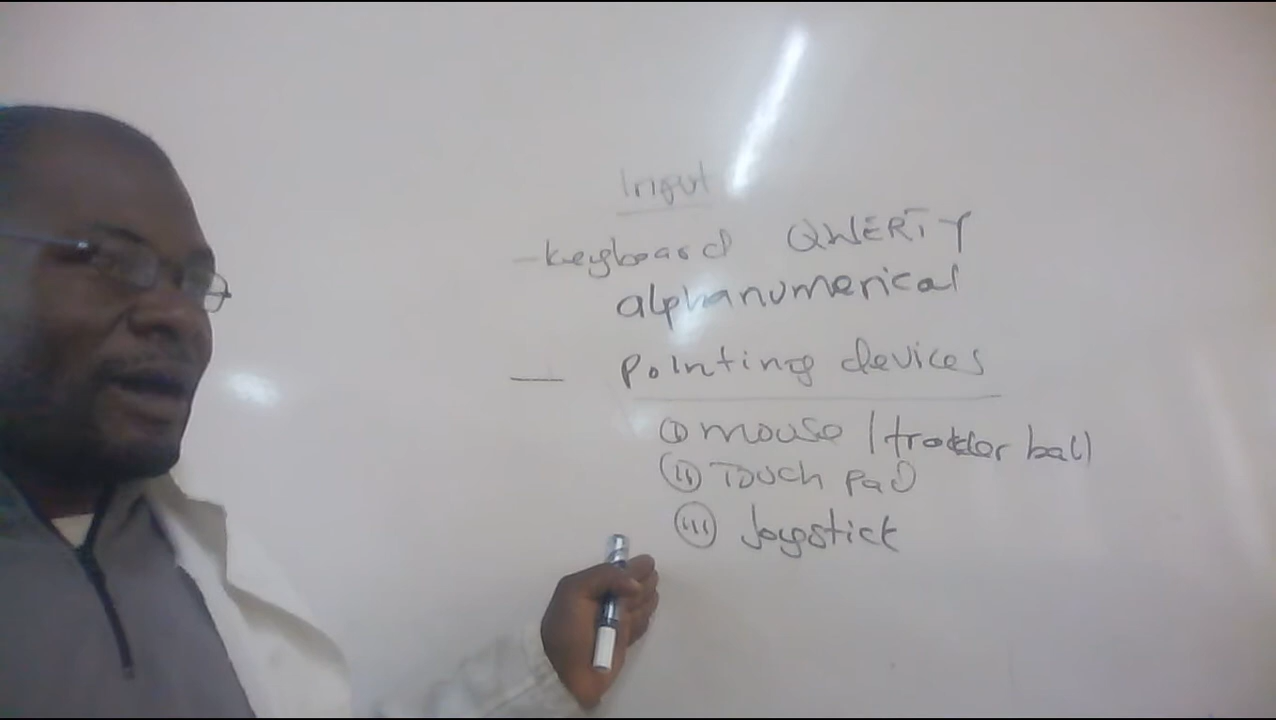 Input
- keyboard QWERTY
alphanumerical
— Pointing devices
(i) mouse / tracker ball
(ii) Touch pad
(iii) Joystick